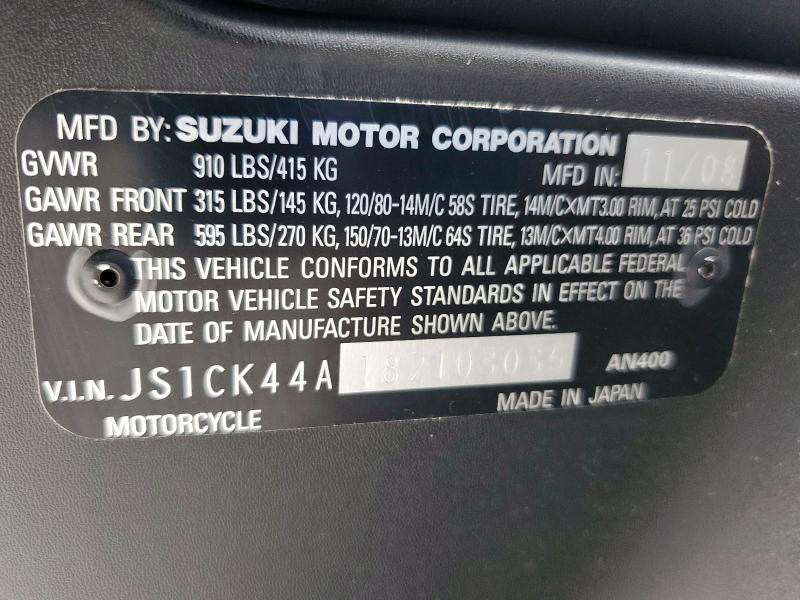 MFD BY: SUZUKI MOTOR CORPORATION
GVWR 910 LBS/415 KG MFD IN: 11/08
GAWR FRONT 315 LBS/145 KG, 120/80-14M/C 58S TIRE, 14M/C×MT3.00 RIM, AT 25 PSI COLD
GAWR REAR 595 LBS/270 KG, 150/70-13M/C 64S TIRE, 13M/C×MT4.00 RIM, AT 36 PSI COLD
THIS VEHICLE CONFORMS TO ALL APPLICABLE FEDERAL
MOTOR VEHICLE SAFETY STANDARDS IN EFFECT ON THE
DATE OF MANUFACTURE SHOWN ABOVE.
V.I.N. JS1CK44A 182103035 AN400
MOTORCYCLE MADE IN JAPAN